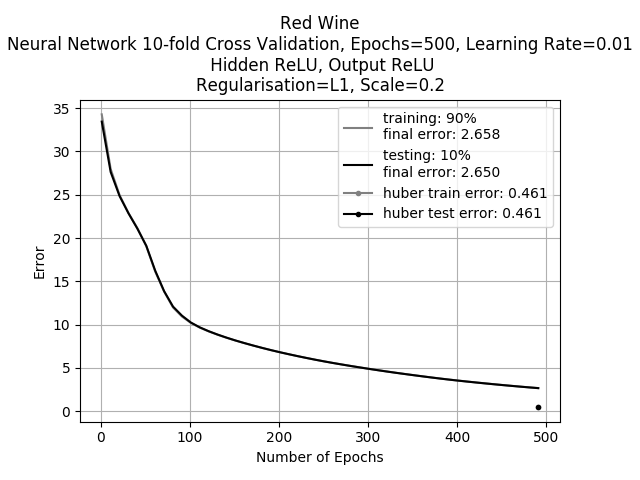 Red Wine
Neural Network 10-fold Cross Validation, Epochs=500, Learning Rate=0.01
Hidden ReLU, Output ReLU
Regularisation=L1, Scale=0.2
training: 90%
final error: 2.658
testing: 10%
final error: 2.650
huber train error: 0.461
huber test error: 0.461
Error
35
30
25
20
15
10
5
0
0 100 200 300 400 500
Number of Epochs